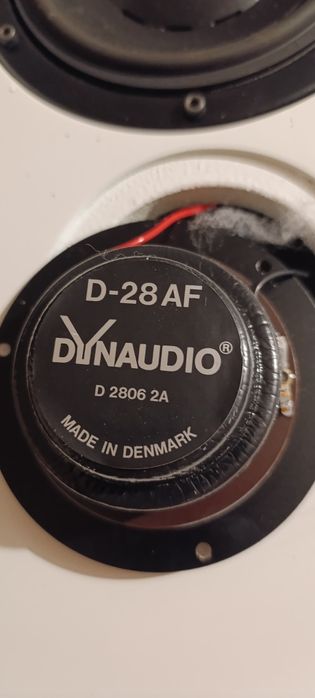 D-28 AF
DYNAUDIO®
D 2806 2A
MADE IN DENMARK